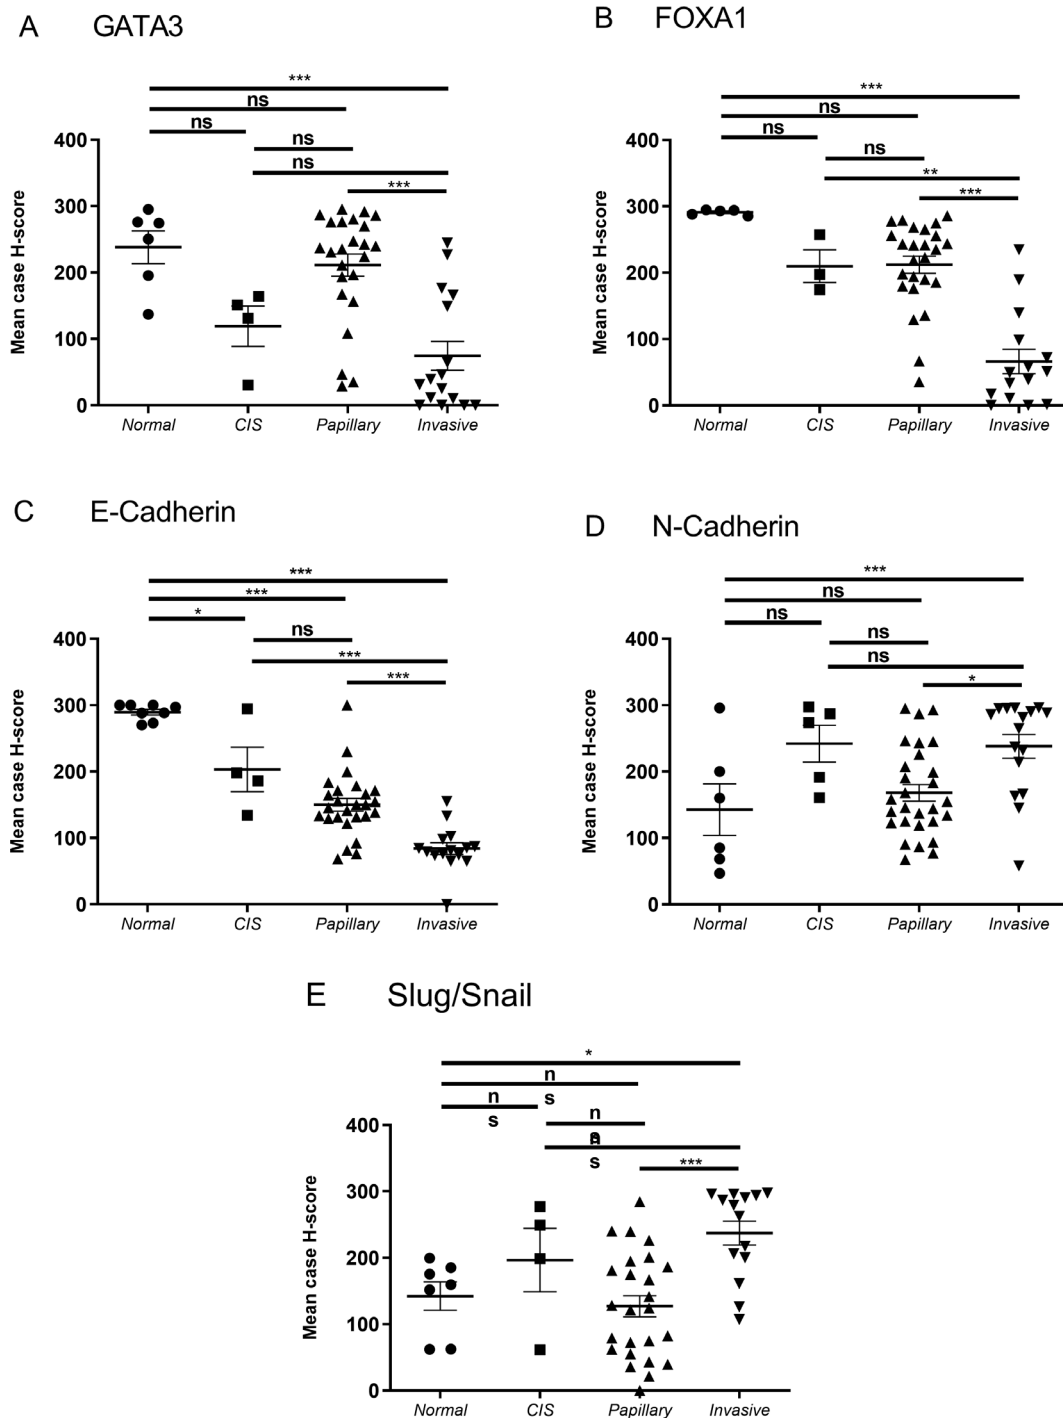 A GATA3
***
ns
ns
ns
ns
***
Mean case H-score
400
300
200
100
0
Normal CIS Papillary Invasive
B FOXA1
***
ns
ns
ns
**
***
Mean case H-score
400
300
200
100
0
Normal CIS Papillary Invasive
C E-Cadherin
***
***
*
ns
***
***
Mean case H-score
400
300
200
100
0
Normal CIS Papillary Invasive
D N-Cadherin
***
ns
ns
ns
ns
*
Mean case H-score
400
300
200
100
0
Normal CIS Papillary Invasive
E Slug/Snail
*
n
s
n
s
n
s
n
s
***
Mean case H-score
400
300
200
100
0
Normal CIS Papillary Invasive